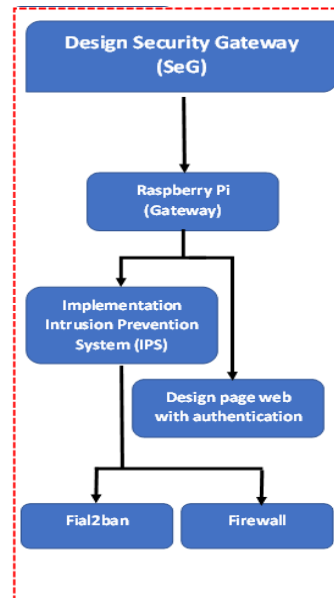 Design Security Gateway
(SeG)
Raspberry Pi
(Gateway)
Implementation
Intrusion Prevention
System (IPS)
Design page web
with authentication
Fial2ban
Firewall